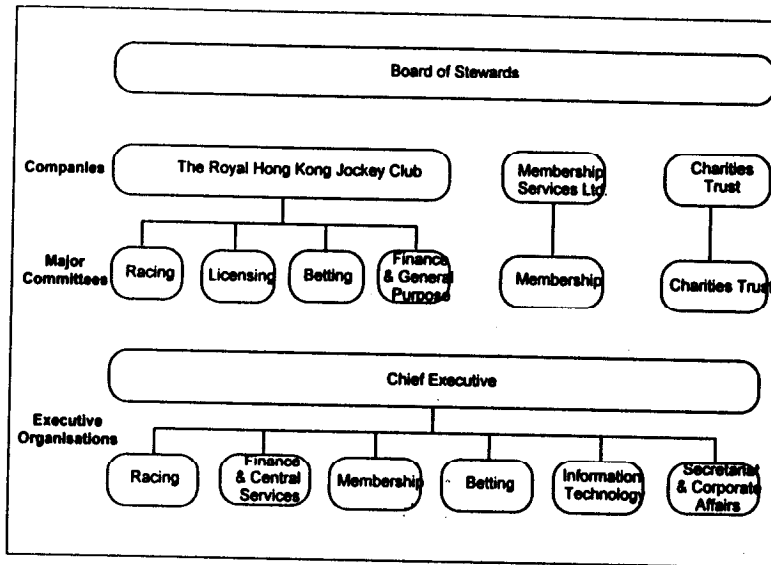 Board of Stewards
Companies
The Royal Hong Kong Jockey Club
Membership
Services Ltd
Charities
Trust
Major
Committees
Racing
Licensing
Betting
Finance
& General
Purpose
Membership
Charities Trust
Chief Executive
Executive
Organisations
Racing
Finance
& Central
Services
Membership
Betting
Information
Technology
Secretariat
& Corporate
Affairs